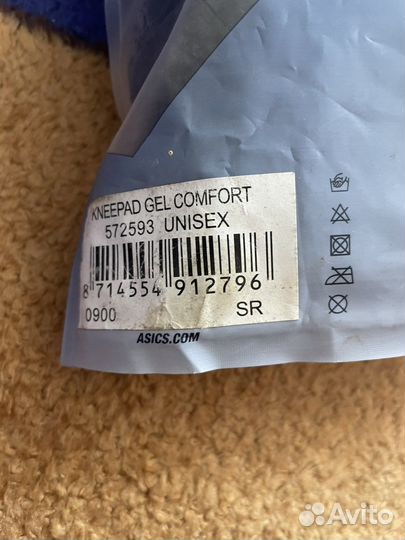 KNEEPAD GEL COMFORT
572593 UNISEX
8 714554 912796
0900 SR
ASICS.COM
Avito